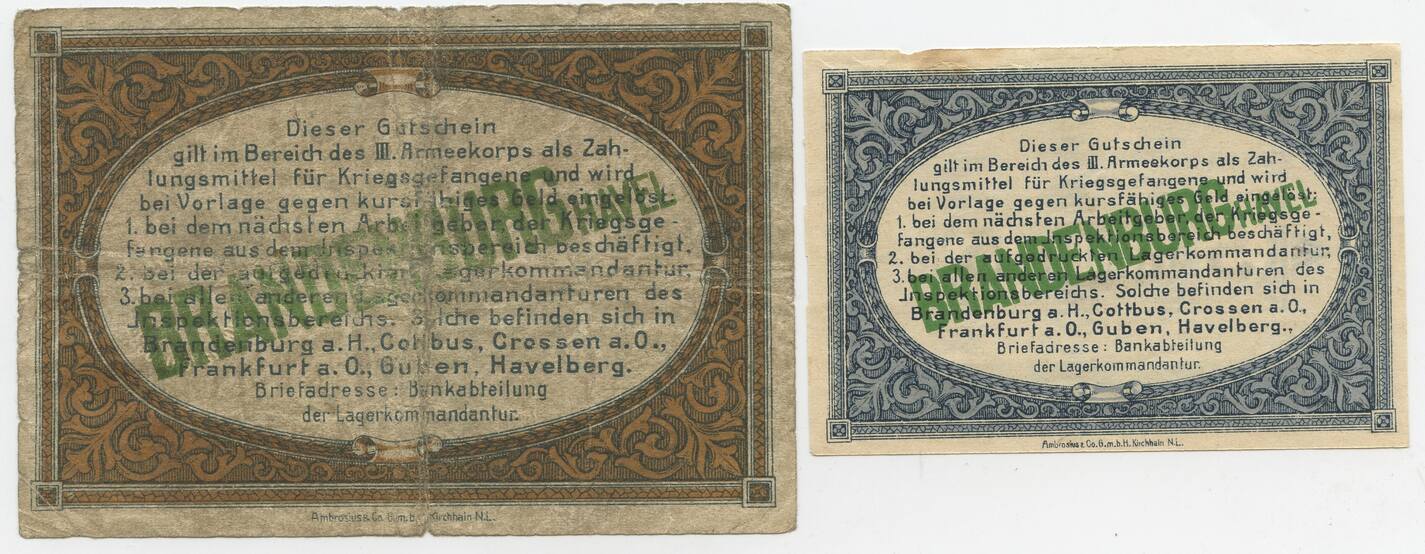 Dieser Gutschein
gilt im Bereich des III. Armeekorps als Zah-
lungsmittel für Kriegsgefangene und wird
bei Vorlage gegen kursfähiges Geld eingelöst:
1. bei dem nächsten Arbeitgeber der Kriegsge-
fangene aus dem Inspektionsbereich beschäftigt,
2. bei der aufgedruckten Lagerkommandantur,
3. bei allen anderen Lagerkommandanturen des
Inspektionsbereichs. Solche befinden sich in
Brandenburg a. H., Cottbus, Crossen a. O.,
Frankfurt a. O., Guben, Havelberg.
Briefadresse: Bankabteilung
der Lagerkommandantur.
BRANDENBURG HAVEL
Ambrosius & Co. G.m.b. Kirchhain N.L.
Dieser Gutschein
gilt im Bereich des III. Armeekorps als Zah-
lungsmittel für Kriegsgefangene und wird
bei Vorlage gegen kursfähiges Geld eingelöst:
1. bei dem nächsten Arbeitgeber der Kriegsge-
fangene aus dem Inspektionsbereich beschäftigt,
2. bei der aufgedruckten Lagerkommandantur,
3. bei allen anderen Lagerkommandanturen des
Inspektionsbereichs. Solche befinden sich in
Brandenburg a. H., Cottbus, Crossen a. O.,
Frankfurt a. O., Guben, Havelberg.,
Briefadresse: Bankabteilung
der Lagerkommandantur.
BRANDENBURG HAVEL
Ambrosius & Co. G.m.b.H. Kirchhain N.L.